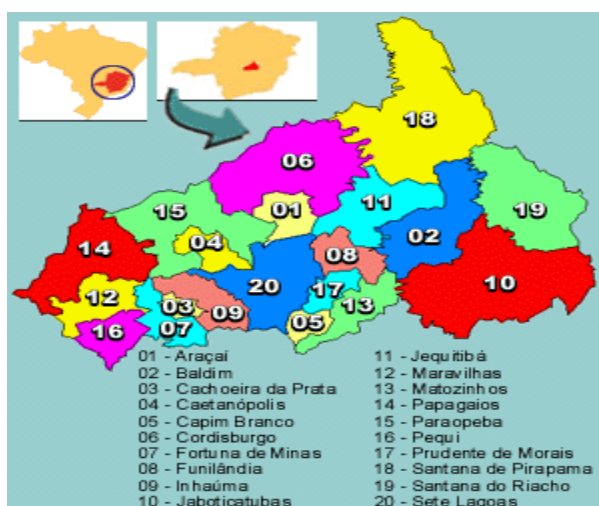 18
06
15
01
11
19
04
02
14
08
20
10
12
17
03
13
09
05
16
07
01 - Araçaí
02 - Baldim
03 - Cachoeira da Prata
04 - Caetanópolis
05 - Capim Branco
06 - Cordisburgo
07 - Fortuna de Minas
08 - Funilândia
09 - Inhaúma
10 - Jaboticatubas
11 - Jequitibá
12 - Maravilhas
13 - Matozinhos
14 - Papagaios
15 - Paraopeba
16 - Pequi
17 - Prudente de Morais
18 - Santana de Pirapama
19 - Santana do Riacho
20 - Sete Lagoas